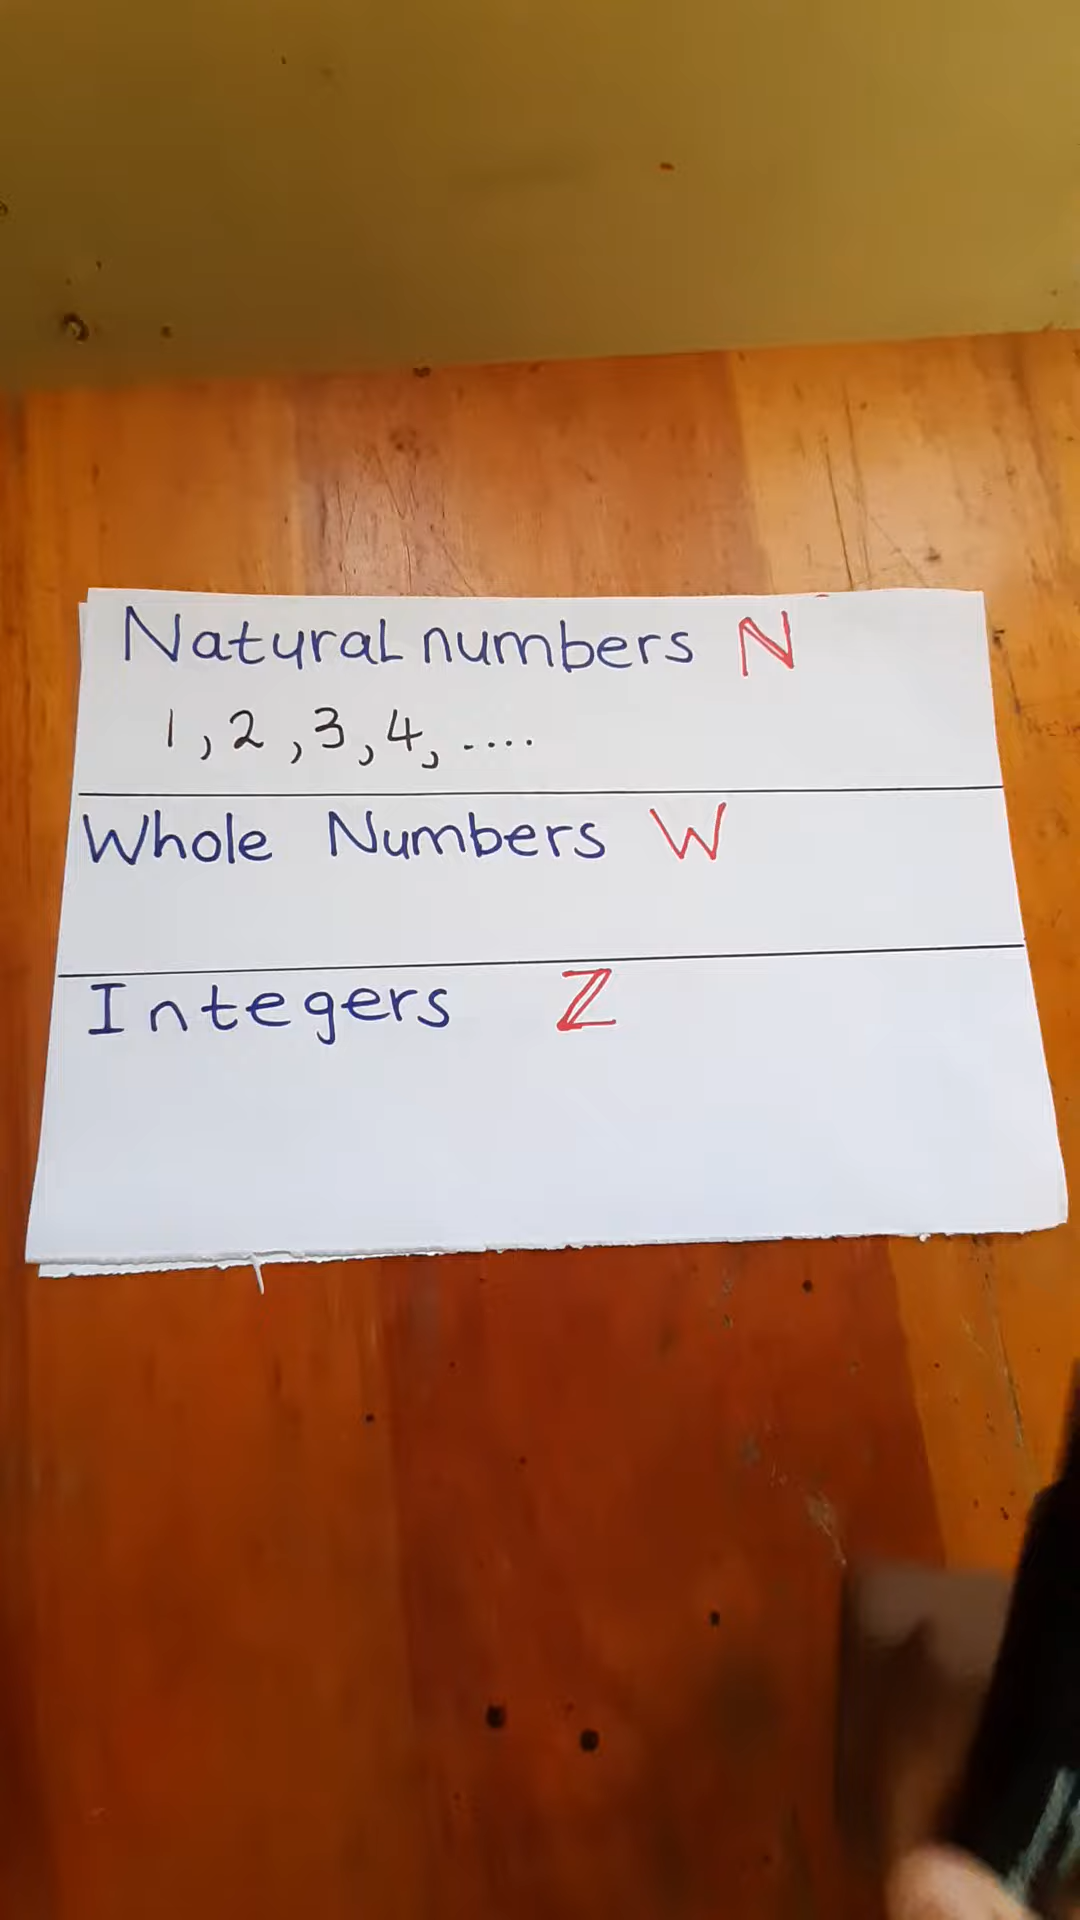 Natural numbers ℕ
1, 2, 3, 4, ....
Whole Numbers W
Integers ℤ